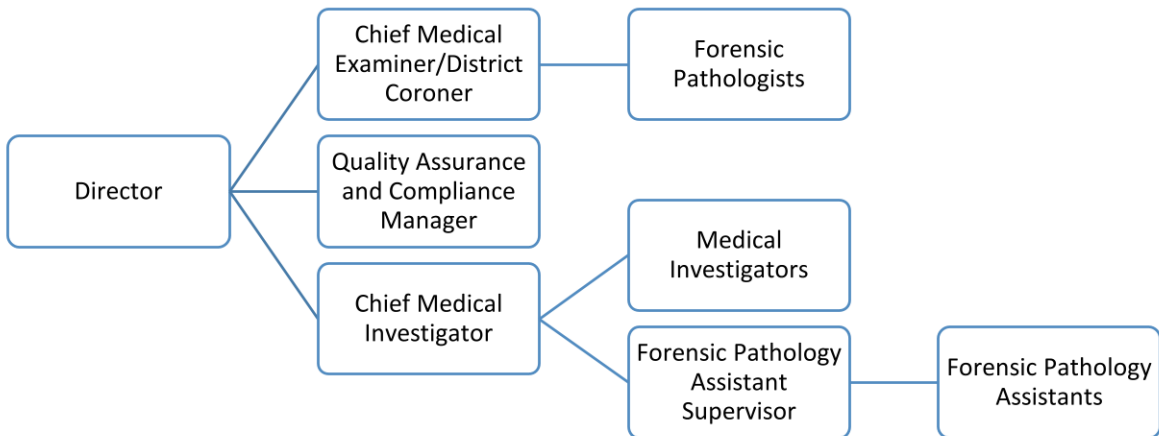 Chief Medical
Examiner/District
Coroner
Forensic
Pathologists
Director
Quality Assurance
and Compliance
Manager
Chief Medical
Investigator
Medical
Investigators
Forensic Pathology
Assistant
Supervisor
Forensic Pathology
Assistants